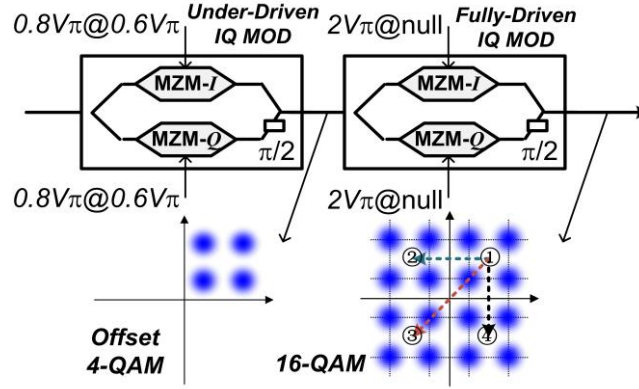 Under-Driven
IQ MOD
Fully-Driven
IQ MOD
0.8Vπ@0.6Vπ
2Vπ@null
MZM-I
MZM-I
MZM-Q
MZM-Q
π/2
π/2
0.8Vπ@0.6Vπ
2Vπ@null
② ①
③ ④
Offset
4-QAM
16-QAM